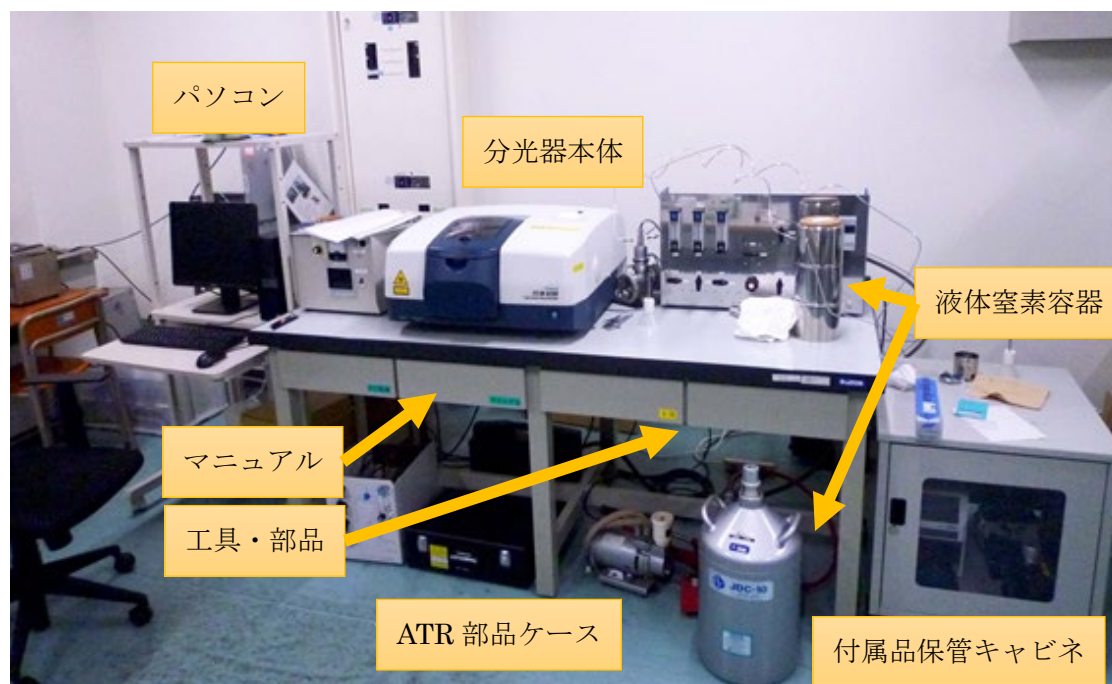 パソコン
分光器本体
液体窒素容器
マニュアル
工具・部品
JDC-10
ATR 部品ケース
付属品保管キャビネ